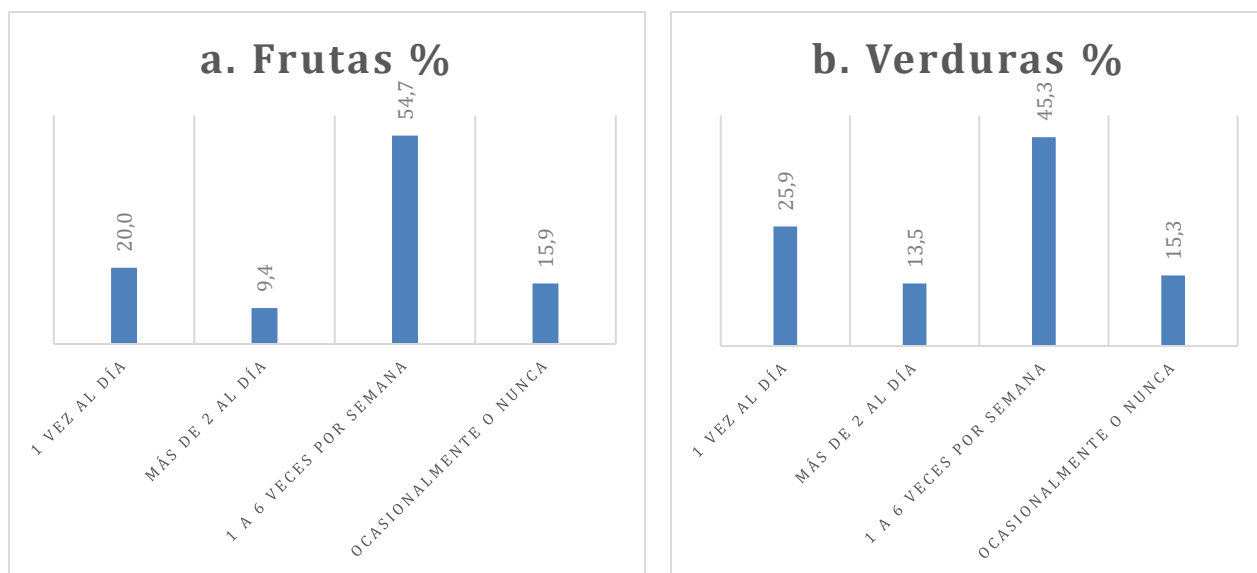 a. Frutas %
20,0
9,4
54,7
15,9
1 VEZ AL DÍA
MÁS DE 2 AL DÍA
1 A 6 VECES POR SEMANA
OCASIONALMENTE O NUNCA
b. Verduras %
25,9
13,5
45,3
15,3
1 VEZ AL DÍA
MÁS DE 2 AL DÍA
1 A 6 VECES POR SEMANA
OCASIONALMENTE O NUNCA